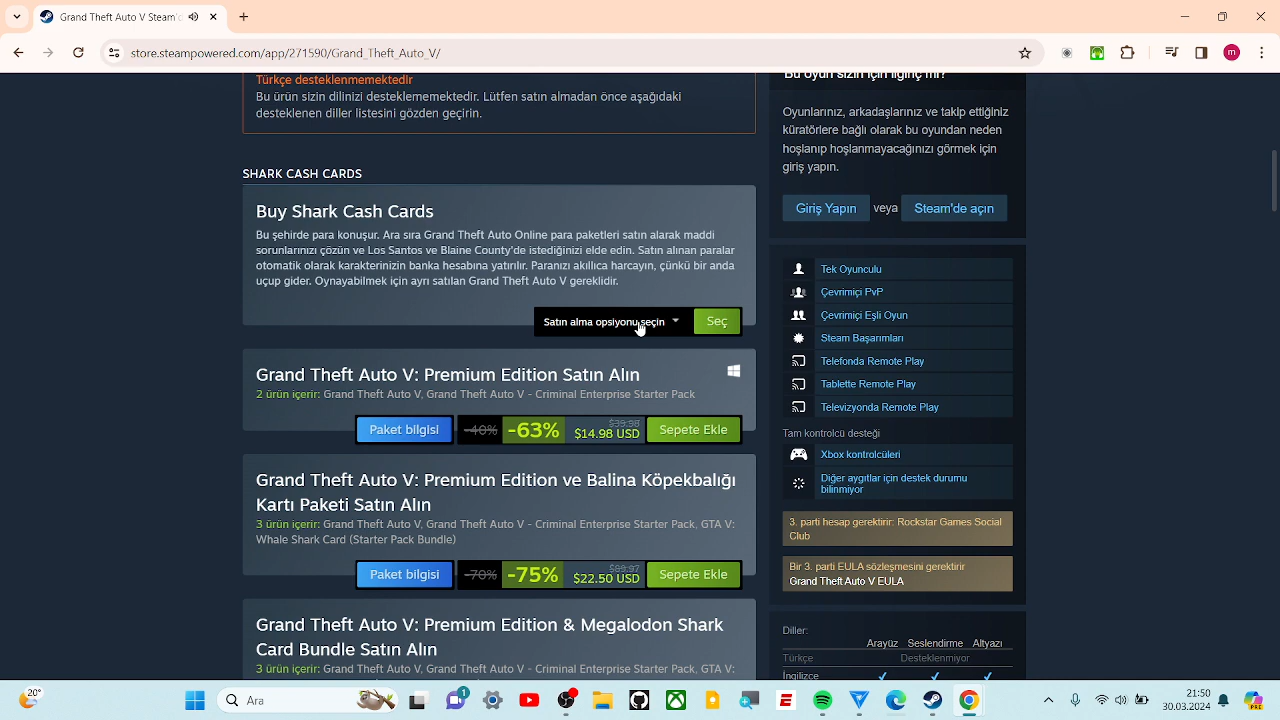 Grand Theft Auto V Steam'd
store.steampowered.com/app/271590/Grand_Theft_Auto_V/
m
Türkçe desteklenmemektedir
Bu ürün sizin dilinizi desteklememektedir. Lütfen satın almadan önce aşağıdaki
desteklenen diller listesini gözden geçirin.
SHARK CASH CARDS
Buy Shark Cash Cards
Bu şehirde para konuşur. Ara sıra Grand Theft Auto Online para paketleri satın alarak maddi
sorunlarınızı çözün ve Los Santos ve Blaine County'de istediğinizi elde edin. Satın alınan paralar
otomatik olarak karakterinizin banka hesabına yatırılır. Paranızı akıllıca harcayın, çünkü bir anda
uçup gider. Oynayabilmek için ayrı satılan Grand Theft Auto V gereklidir.
Satın alma opsiyonu seçin
Seç
Grand Theft Auto V: Premium Edition Satın Alın
2 ürün içerir: Grand Theft Auto V, Grand Theft Auto V - Criminal Enterprise Starter Pack
Paket bilgisi -40% -63% $39.98 $14.98 USD Sepete Ekle
Grand Theft Auto V: Premium Edition ve Balina Köpekbalığı
Kartı Paketi Satın Alın
3 ürün içerir: Grand Theft Auto V, Grand Theft Auto V - Criminal Enterprise Starter Pack, GTA V:
Whale Shark Card (Starter Pack Bundle)
Paket bilgisi -70% -75% $89.97 $22.50 USD Sepete Ekle
Grand Theft Auto V: Premium Edition & Megalodon Shark
Card Bundle Satın Alın
3 ürün içerir: Grand Theft Auto V, Grand Theft Auto V - Criminal Enterprise Starter Pack, GTA V:
Bu oyun sizin için ilginç mi?
Oyunlarınız, arkadaşlarınız ve takip ettiğiniz
küratörlere bağlı olarak bu oyundan neden
hoşlanıp hoşlanmayacağınızı görmek için
giriş yapın.
Giriş Yapın veya Steam'de açın
Tek Oyunculu
Çevrimiçi PvP
Çevrimiçi Eşli Oyun
Steam Başarımları
Telefonda Remote Play
Tablette Remote Play
Televizyonda Remote Play
Tam kontrolcü desteği
Xbox kontrolcüleri
Diğer aygıtlar için destek durumu
bilinmiyor
3. parti hesap gerektirir: Rockstar Games Social
Club
Bir 3. parti EULA sözleşmesini gerektirir
Grand Theft Auto V EULA
Diller:
Arayüz Seslendirme Altyazı
Türkçe Desteklenmiyor
İngilizce
20°
Ara
1
21:50
30.03.2024
PRE